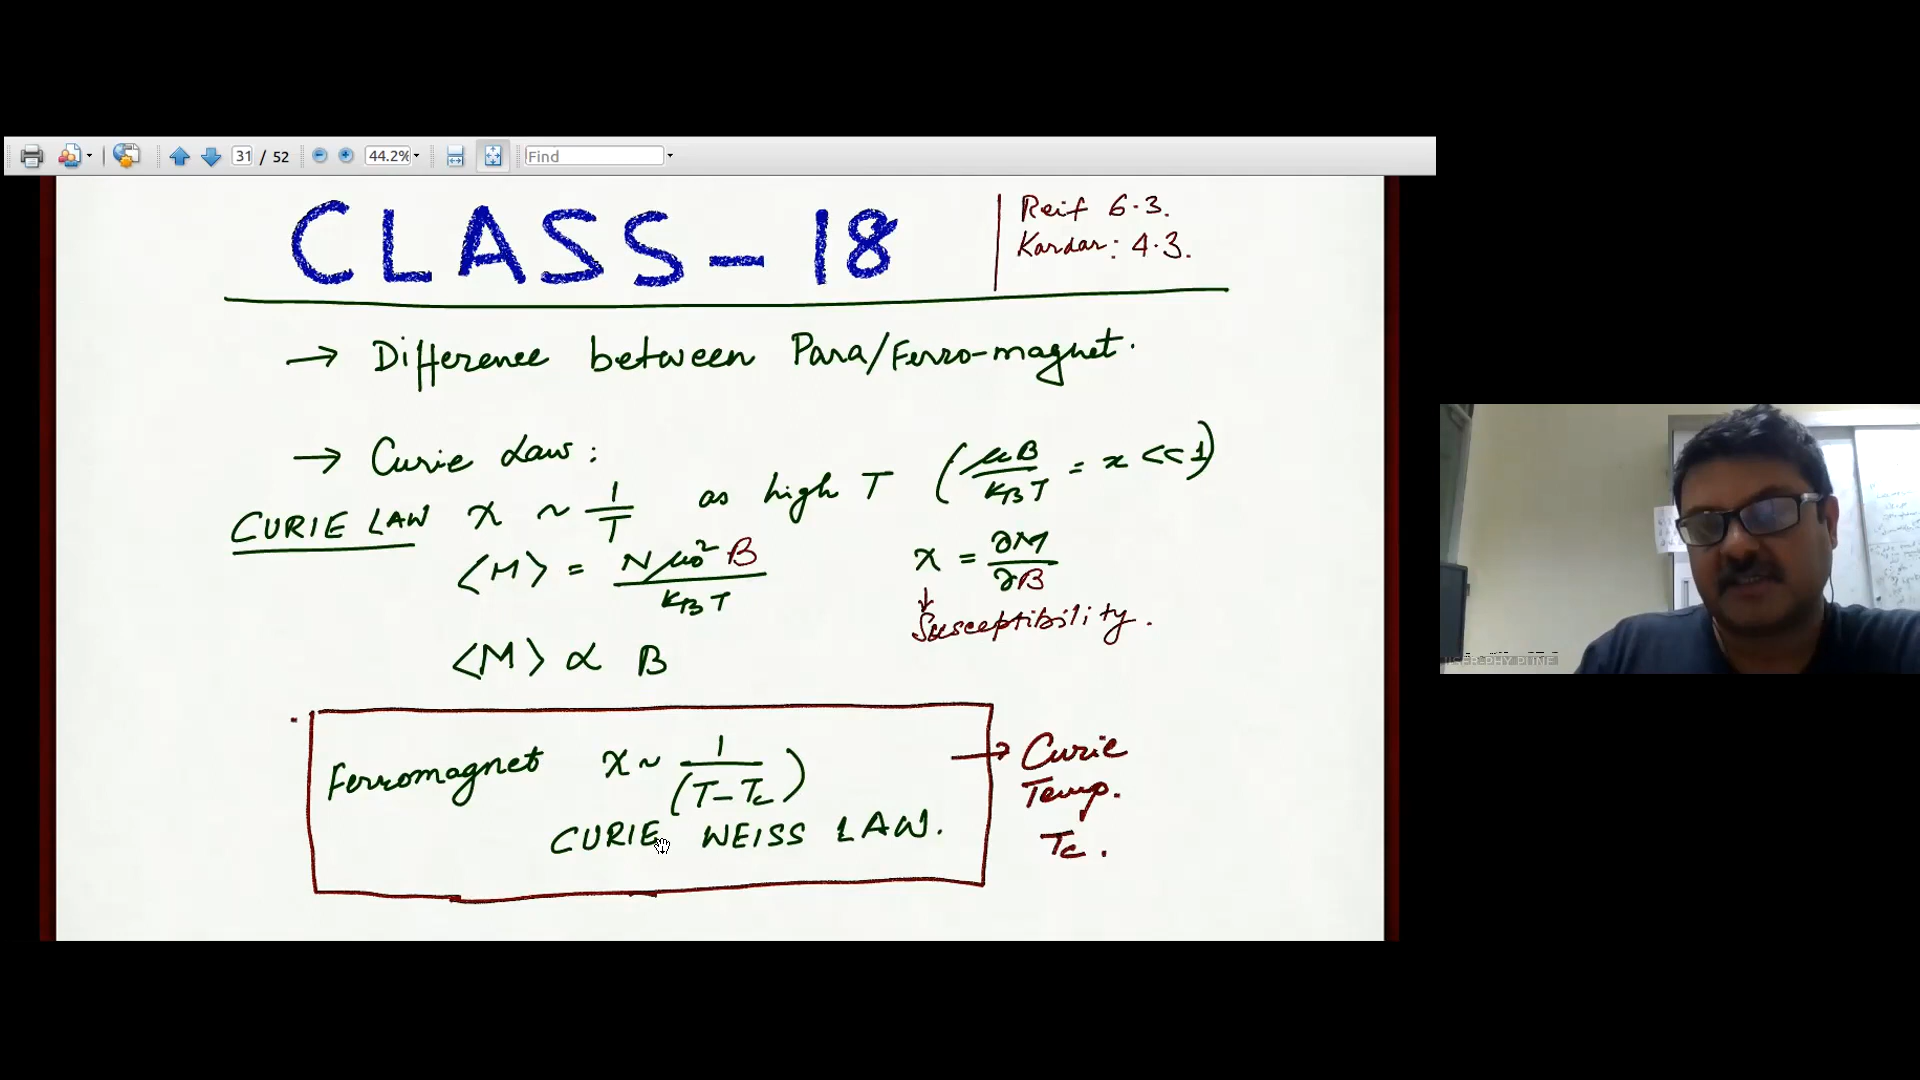 31 / 52 44.2% Find
CLASS – 18
Reif 6.3.
Kardar: 4.3.
→ Difference between Para/Ferro-magnet.
→ Curie Law:
CURIE LAW χ ~ 1/T as high T (μB/k_BT = x << 1)
⟨M⟩ = Nμ₀²B/k_BT
χ = ∂M/∂B
↓
Susceptibility.
⟨M⟩ ∝ B
Ferromagnet χ ~ 1/(T–Tc)
CURIE WEISS LAW.
→ Curie
Temp.
Tc.